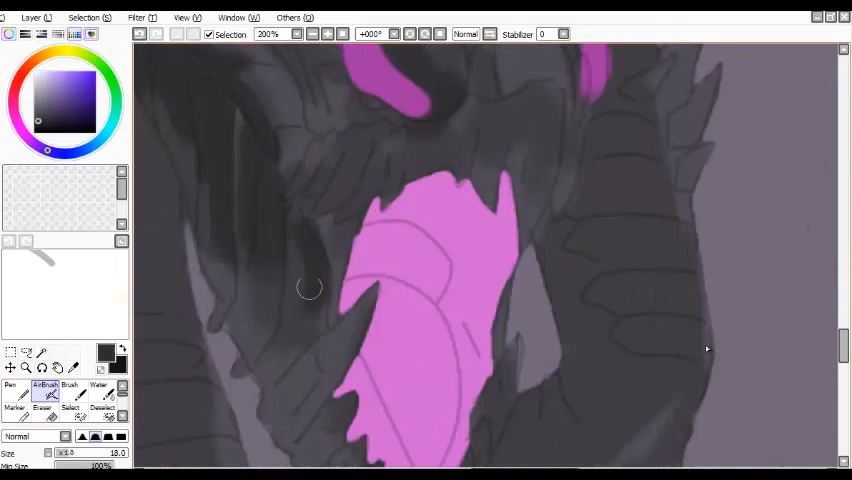 Layer (L) Selection (S) Filter (T) View (V) Window (W) Others (O)
Selection 200% +000° Normal Stabilizer 0
Pen AirBrush Brush Water
Marker Eraser Select Deselect
Normal
Size x 1.0 18.0
Min Size 100%